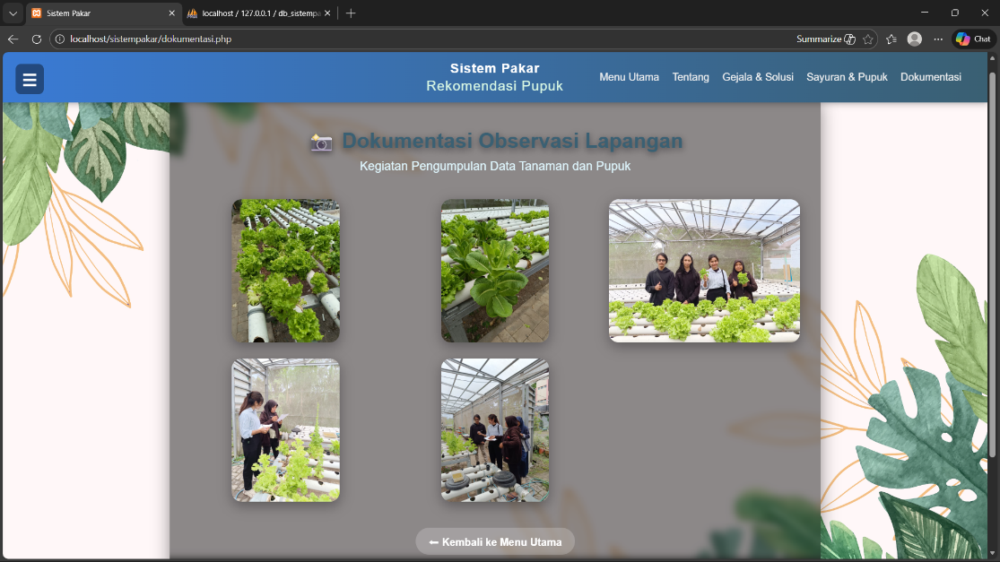 Sistem Pakar
localhost / 127.0.0.1 / db_sistempa
localhost/sistempakar/dokumentasi.php
Summarize
Chat
Sistem Pakar
Rekomendasi Pupuk
Menu Utama
Tentang
Gejala & Solusi
Sayuran & Pupuk
Dokumentasi
Dokumentasi Observasi Lapangan
Kegiatan Pengumpulan Data Tanaman dan Pupuk
⬅ Kembali ke Menu Utama